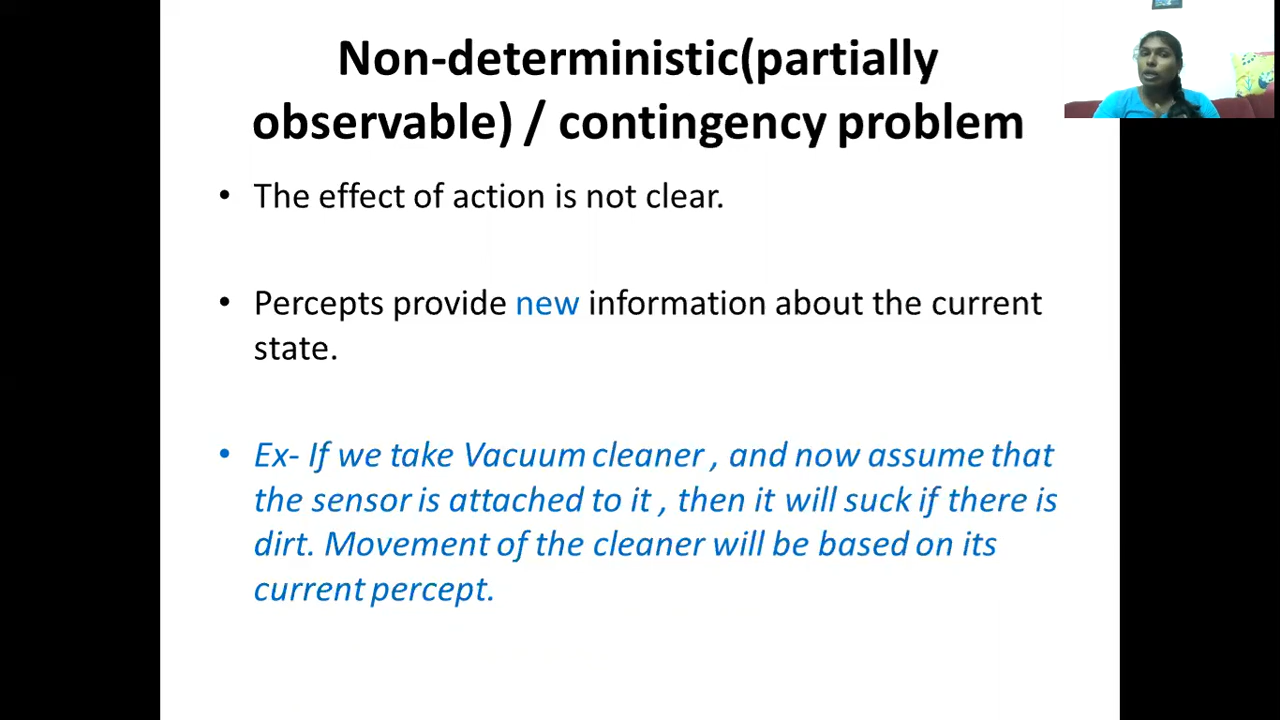 Non-deterministic(partially
observable) / contingency problem
• The effect of action is not clear.
• Percepts provide new information about the current
state.
• Ex- If we take Vacuum cleaner , and now assume that
the sensor is attached to it , then it will suck if there is
dirt. Movement of the cleaner will be based on its
current percept.